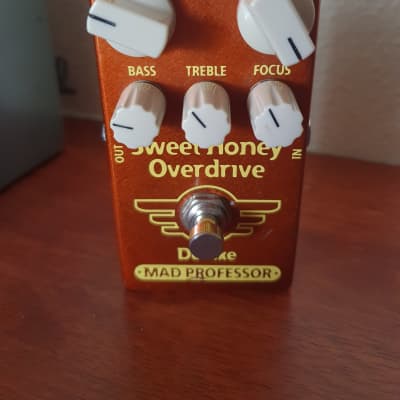 BASS TREBLE FOCUS
OUT
IN
Sweet Honey
Overdrive
MAD PROFESSOR